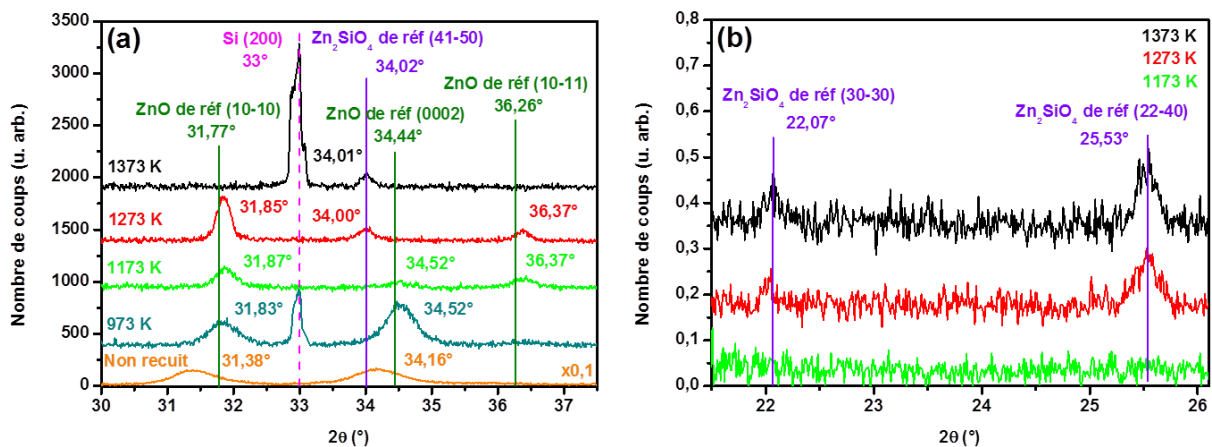 (a)
Nombre de coups (u. arb.)
3500
3000
2500
2000
1500
1000
500
0
Si (200)
33°
Zn₂SiO₄ de réf (41-50)
34,02°
ZnO de réf (10-10)
31,77°
ZnO de réf (0002)
34,44°
ZnO de réf (10-11)
36,26°
1373 K
34,01°
1273 K
31,85°
34,00°
36,37°
1173 K
31,87°
34,52°
36,37°
973 K
31,83°
34,52°
Non recuit
31,38°
34,16°
x0,1
30 31 32 33 34 35 36 37
2θ (°)
(b)
Nombre de coups (u. arb.)
0,8
0,7
0,6
0,5
0,3
0,2
0,1
0,0
1373 K
1273 K
1173 K
Zn₂SiO₄ de réf (30-30)
22,07°
Zn₂SiO₄ de réf (22-40)
25,53°
22 23 24 25 26
2θ (°)